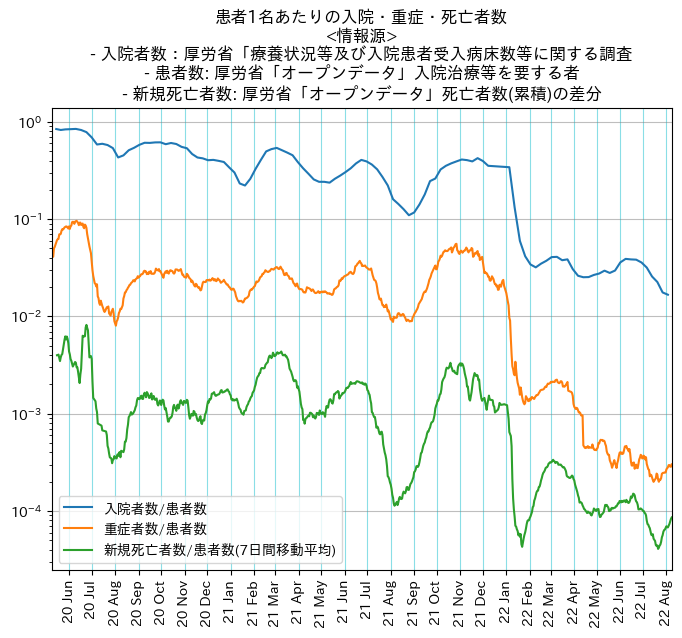 患者1名あたりの入院・重症・死亡者数
<情報源>
- 入院者数：厚労省「療養状況等及び入院患者受入病床数等に関する調査
- 患者数: 厚労省「オープンデータ」入院治療等を要する者
- 新規死亡者数: 厚労省「オープンデータ」死亡者数(累積)の差分
10⁰
10⁻¹
10⁻²
10⁻³
10⁻⁴
入院者数/患者数
重症者数/患者数
新規死亡者数/患者数(7日間移動平均)
20 Jun
20 Jul
20 Aug
20 Sep
20 Oct
20 Nov
20 Dec
21 Jan
21 Feb
21 Mar
21 Apr
21 May
21 Jun
21 Jul
21 Aug
21 Sep
21 Oct
21 Nov
21 Dec
22 Jan
22 Feb
22 Mar
22 Apr
22 May
22 Jun
22 Jul
22 Aug